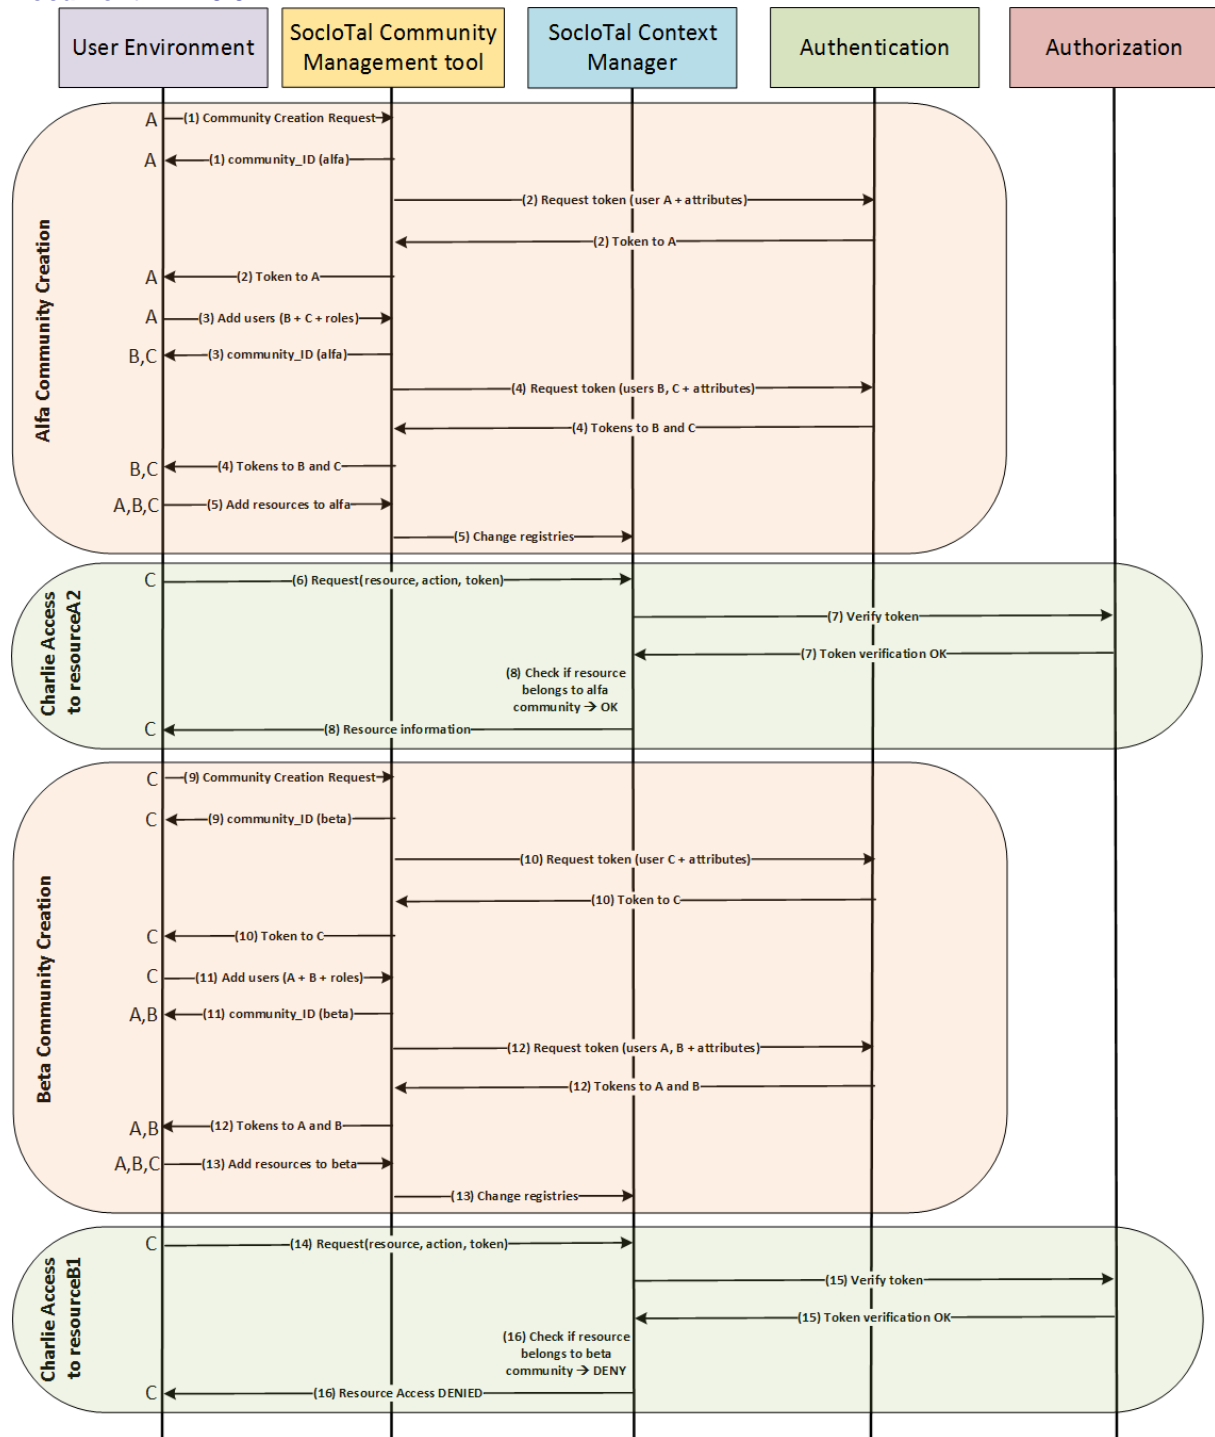 User Environment
SocIoTal Community
Management tool
SocIoTal Context
Manager
Authentication
Authorization
Alfa Community Creation
A
(1) Community Creation Request
A
(1) community_ID (alfa)
(2) Request token (user A + attributes)
(2) Token to A
A
(2) Token to A
A
(3) Add users (B + C + roles)
B,C
(3) community_ID (alfa)
(4) Request token (users B, C + attributes)
(4) Tokens to B and C
B,C
(4) Tokens to B and C
A,B,C
(5) Add resources to alfa
(5) Change registries
Charlie Access
to resourceA2
C
(6) Request(resource, action, token)
(7) Verify token
(7) Token verification OK
(8) Check if resource
belongs to alfa
community → OK
C
(8) Resource information
Beta Community Creation
C
(9) Community Creation Request
C
(9) community_ID (beta)
(10) Request token (user C + attributes)
(10) Token to C
C
(10) Token to C
C
(11) Add users (A + B + roles)
A,B
(11) community_ID (beta)
(12) Request token (users A, B + attributes)
(12) Tokens to A and B
A,B
(12) Tokens to A and B
A,B,C
(13) Add resources to beta
(13) Change registries
Charlie Access
to resourceB1
C
(14) Request(resource, action, token)
(15) Verify token
(15) Token verification OK
(16) Check if resource
belongs to beta
community → DENY
C
(16) Resource Access DENIED